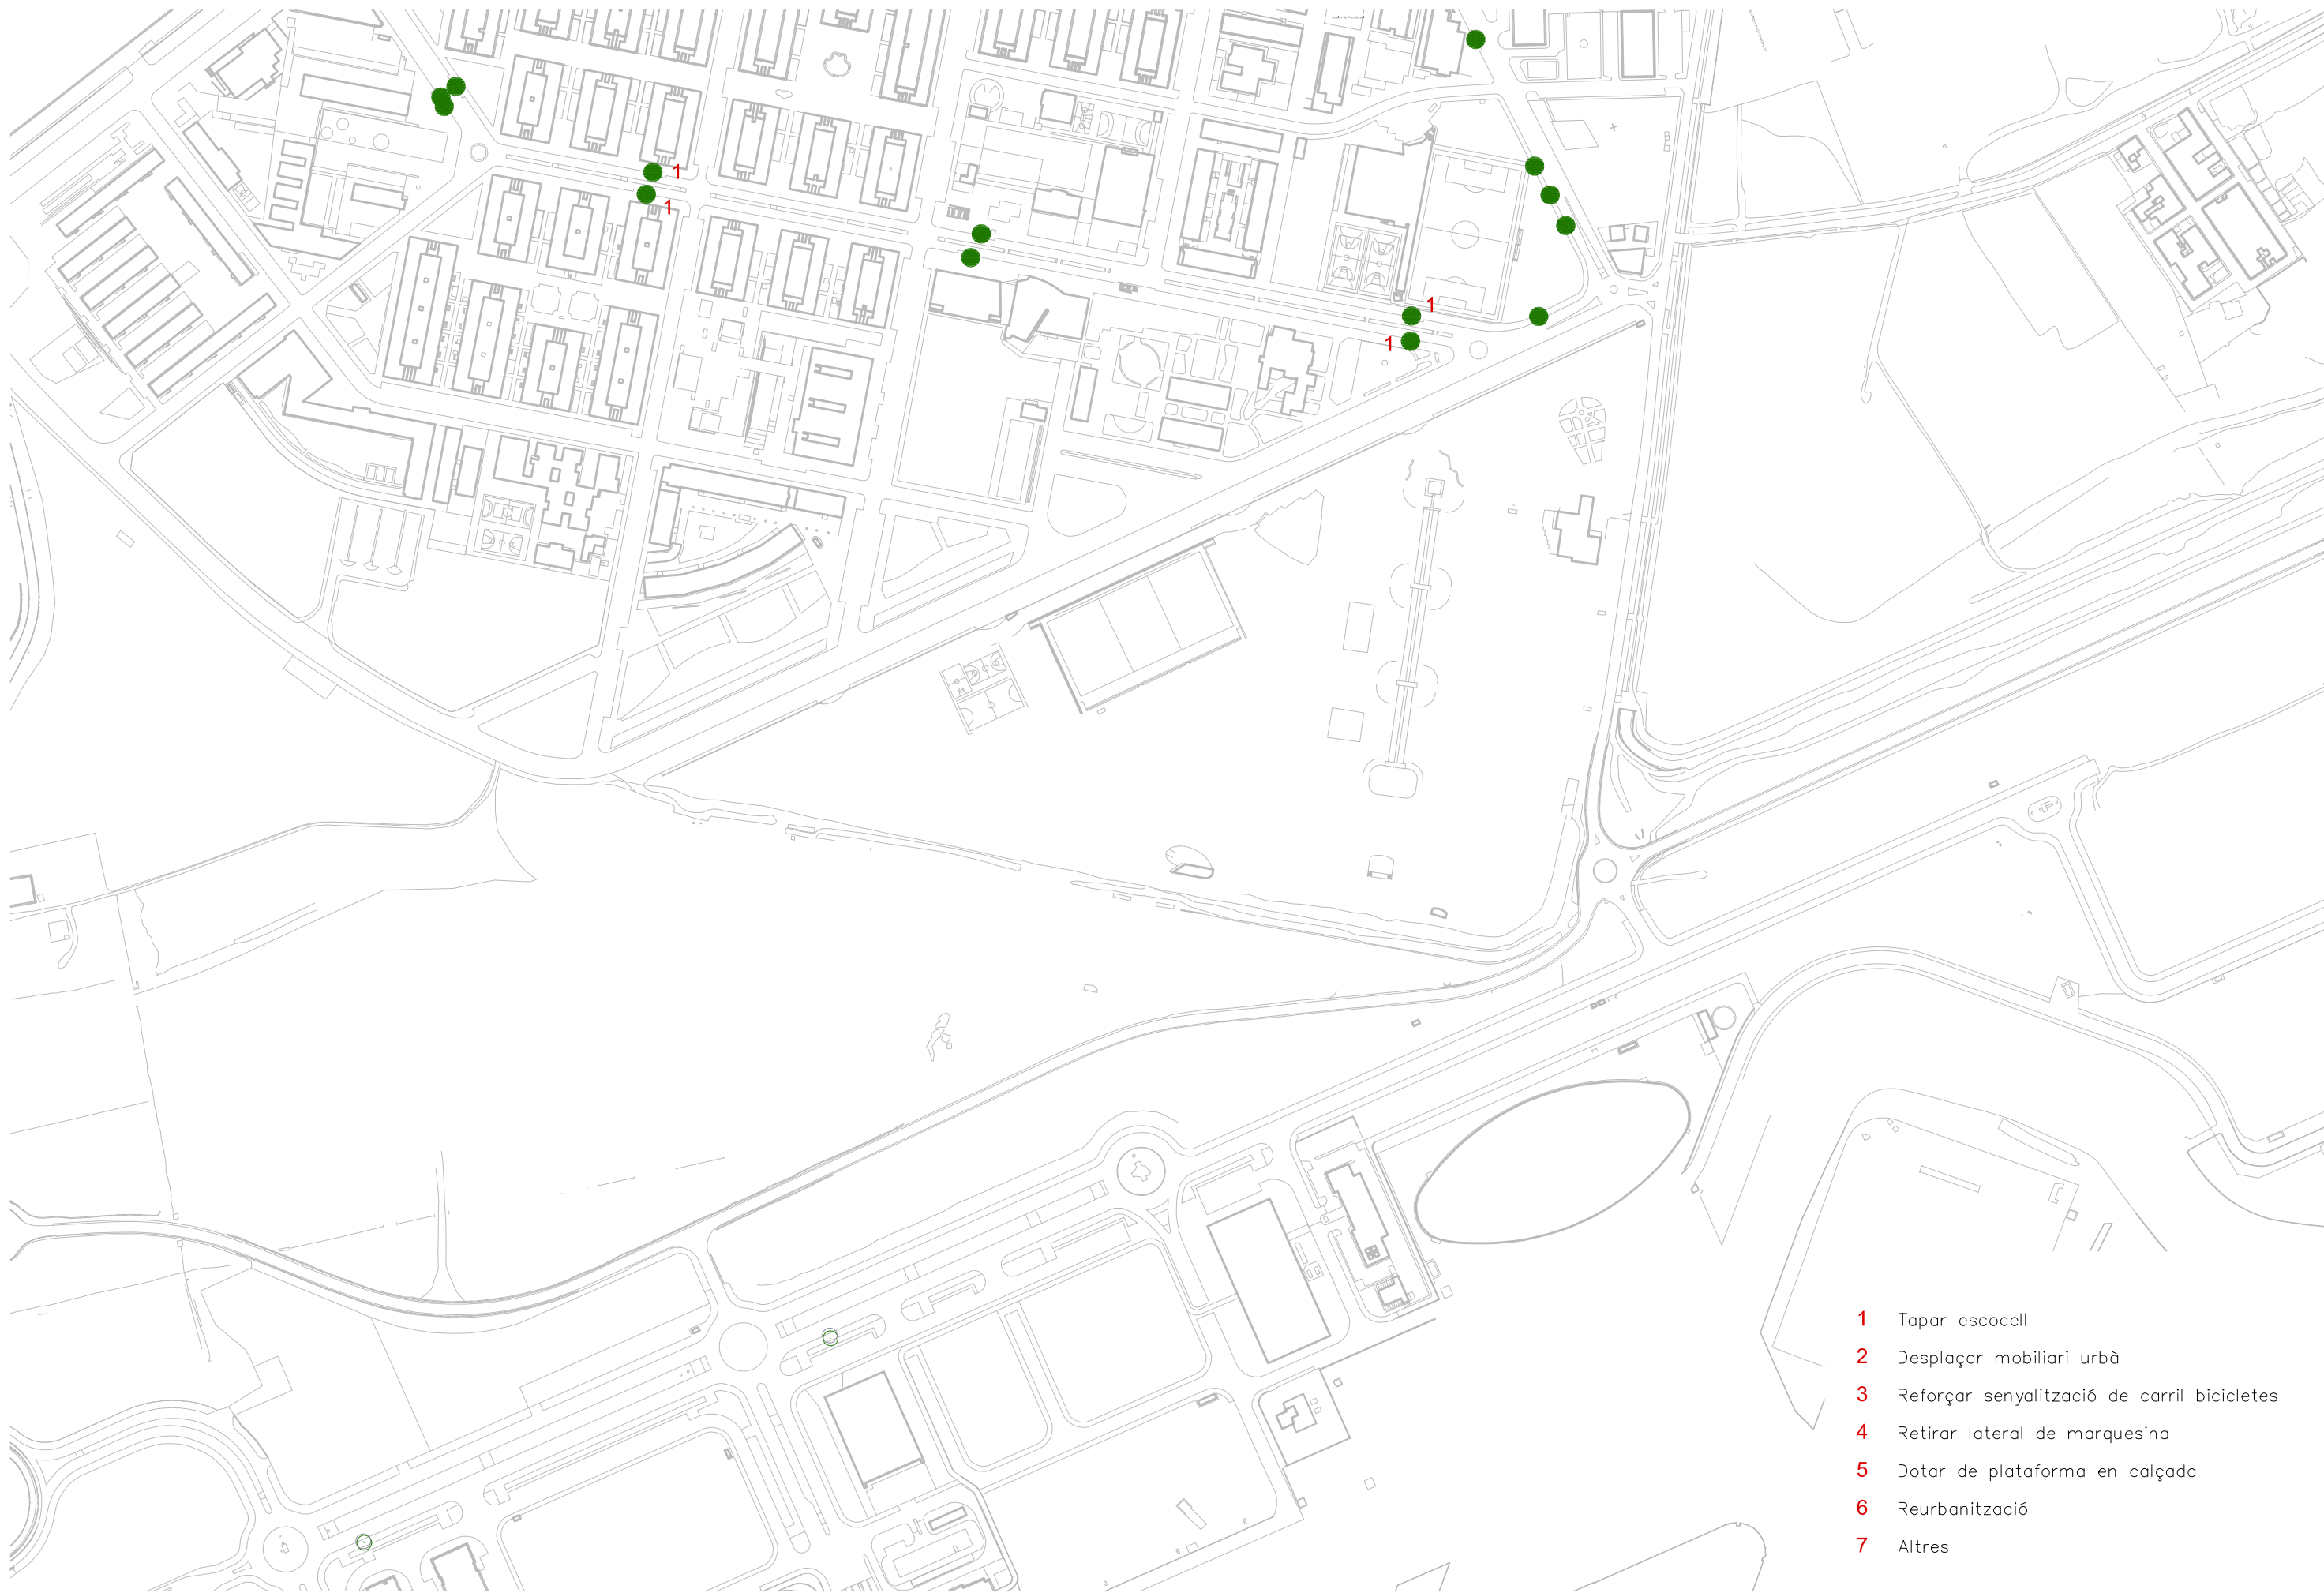 1
1
1
1
1 Tapar escocell
2 Desplaçar mobiliari urbà
3 Reforçar senyalització de carril bicicletes
4 Retirar lateral de marquesina
5 Dotar de plataforma en calçada
6 Reurbanització
7 Altres